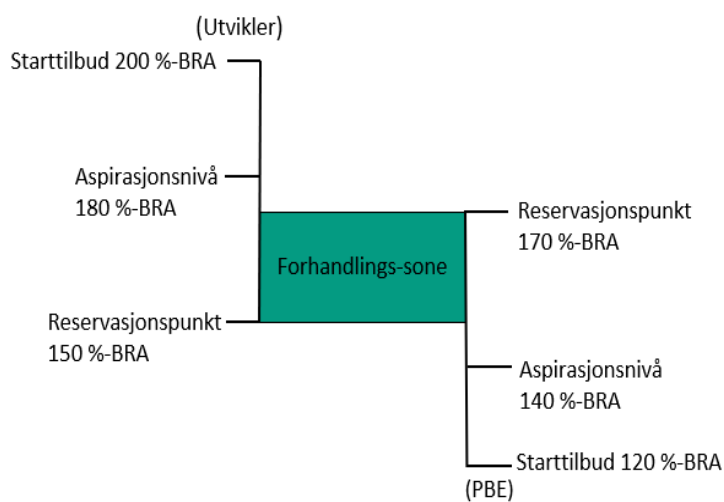 (Utvikler)
Starttilbud 200 %-BRA
Aspirasjonsnivå
180 %-BRA
Reservasjonspunkt
170 %-BRA
Forhandlings-sone
Reservasjonspunkt
150 %-BRA
Aspirasjonsnivå
140 %-BRA
Starttilbud 120 %-BRA
(PBE)